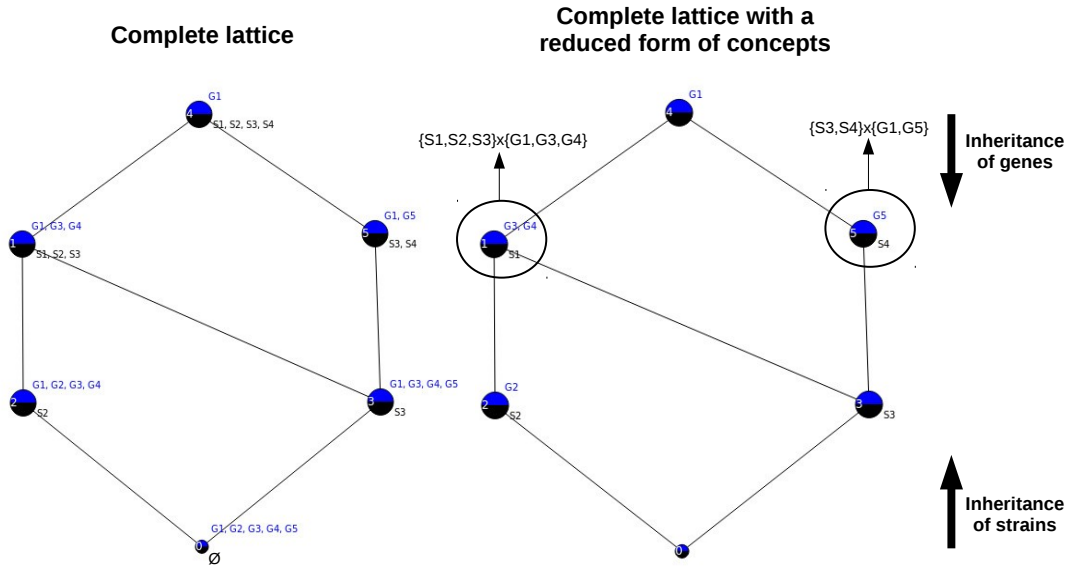 Complete lattice
Complete lattice with a
reduced form of concepts
G1
4
S1, S2, S3, S4
G1, G3, G4
1
S1, S2, S3
G1, G5
5
S3, S4
G1, G2, G3, G4
2
S2
G1, G3, G4, G5
3
S3
G1, G2, G3, G4, G5
0
Ø
G1
4
{S1,S2,S3}x{G1,G3,G4}
{S3,S4}x{G1,G5}
G3, G4
1
S1
G5
5
S4
G2
2
S2
3
S3
0
Inheritance
of genes
Inheritance
of strains